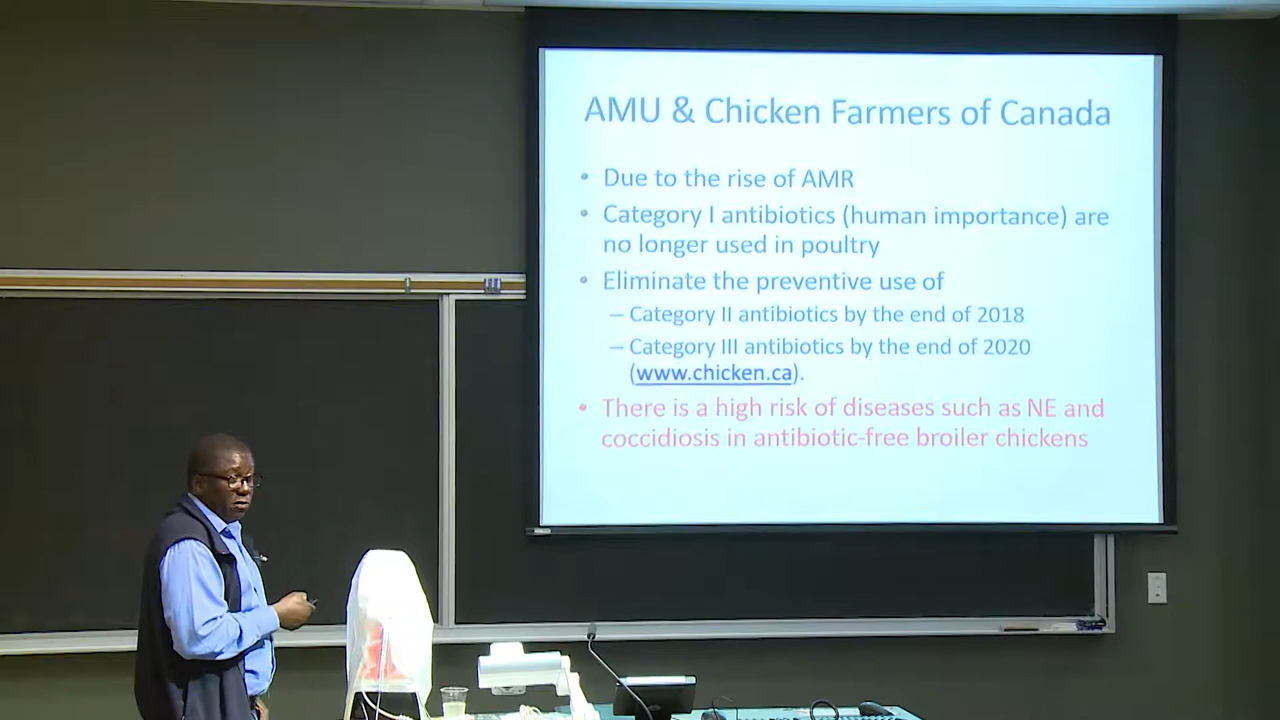 AMU & Chicken Farmers of Canada
• Due to the rise of AMR
• Category I antibiotics (human importance) are
no longer used in poultry
• Eliminate the preventive use of
– Category II antibiotics by the end of 2018
– Category III antibiotics by the end of 2020
(www.chicken.ca).
• There is a high risk of diseases such as NE and
coccidiosis in antibiotic-free broiler chickens